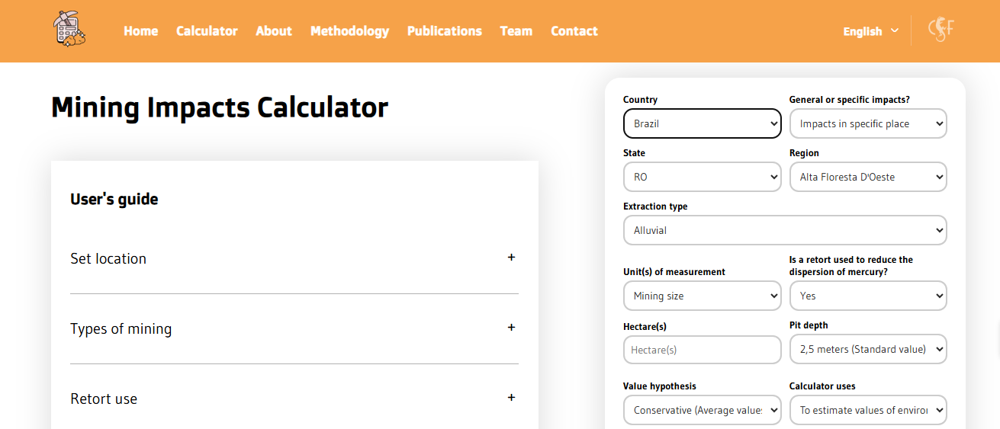 Home Calculator About Methodology Publications Team Contact English CSF
Mining Impacts Calculator
User's guide
Set location +
Types of mining +
Retort use +
Country
Brazil
General or specific impacts?
Impacts in specific place
State
RO
Region
Alta Floresta D'Oeste
Extraction type
Alluvial
Unit(s) of measurement
Mining size
Is a retort used to reduce the
dispersion of mercury?
Yes
Hectare(s)
Hectare(s)
Pit depth
2,5 meters (Standard value)
Value hypothesis
Conservative (Average values
Calculator uses
To estimate values of environ